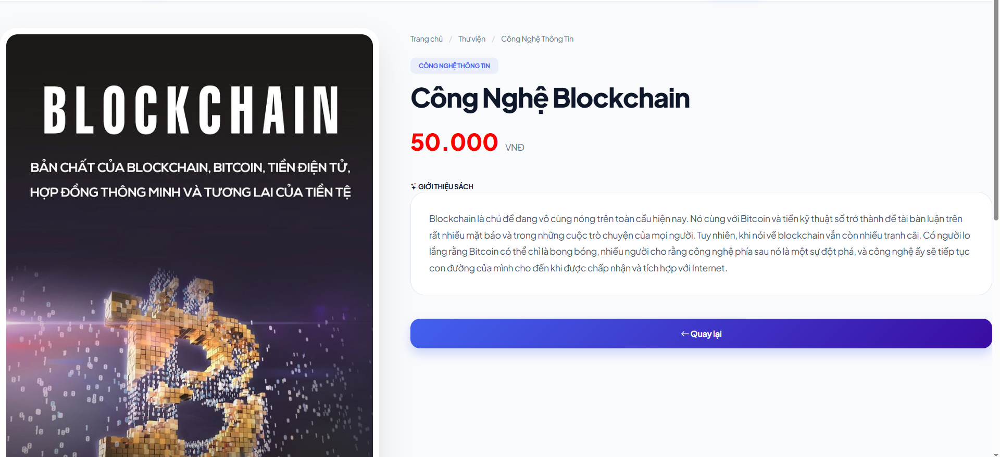 BLOCKCHAIN
BẢN CHẤT CỦA BLOCKCHAIN, BITCOIN, TIỀN ĐIỆN TỬ,
HỢP ĐỒNG THÔNG MINH VÀ TƯƠNG LAI CỦA TIỀN TỆ
Trang chủ / Thư viện / Công Nghệ Thông Tin
CÔNG NGHỆ THÔNG TIN
Công Nghệ Blockchain
50.000 VNĐ
GIỚI THIỆU SÁCH
Blockchain là chủ đề đang vô cùng nóng trên toàn cầu hiện nay. Nó cùng với Bitcoin và tiền kỹ thuật số trở thành đề tài bàn luận trên
rất nhiều mặt báo và trong những cuộc trò chuyện của mọi người. Tuy nhiên, khi nói về blockchain vẫn còn nhiều tranh cãi. Có người lo
lắng rằng Bitcoin có thể chỉ là bong bóng, nhiều người cho rằng công nghệ phía sau nó là một sự đột phá, và công nghệ ấy sẽ tiếp tục
con đường của mình cho đến khi được chấp nhận và tích hợp với Internet.
← Quay lại